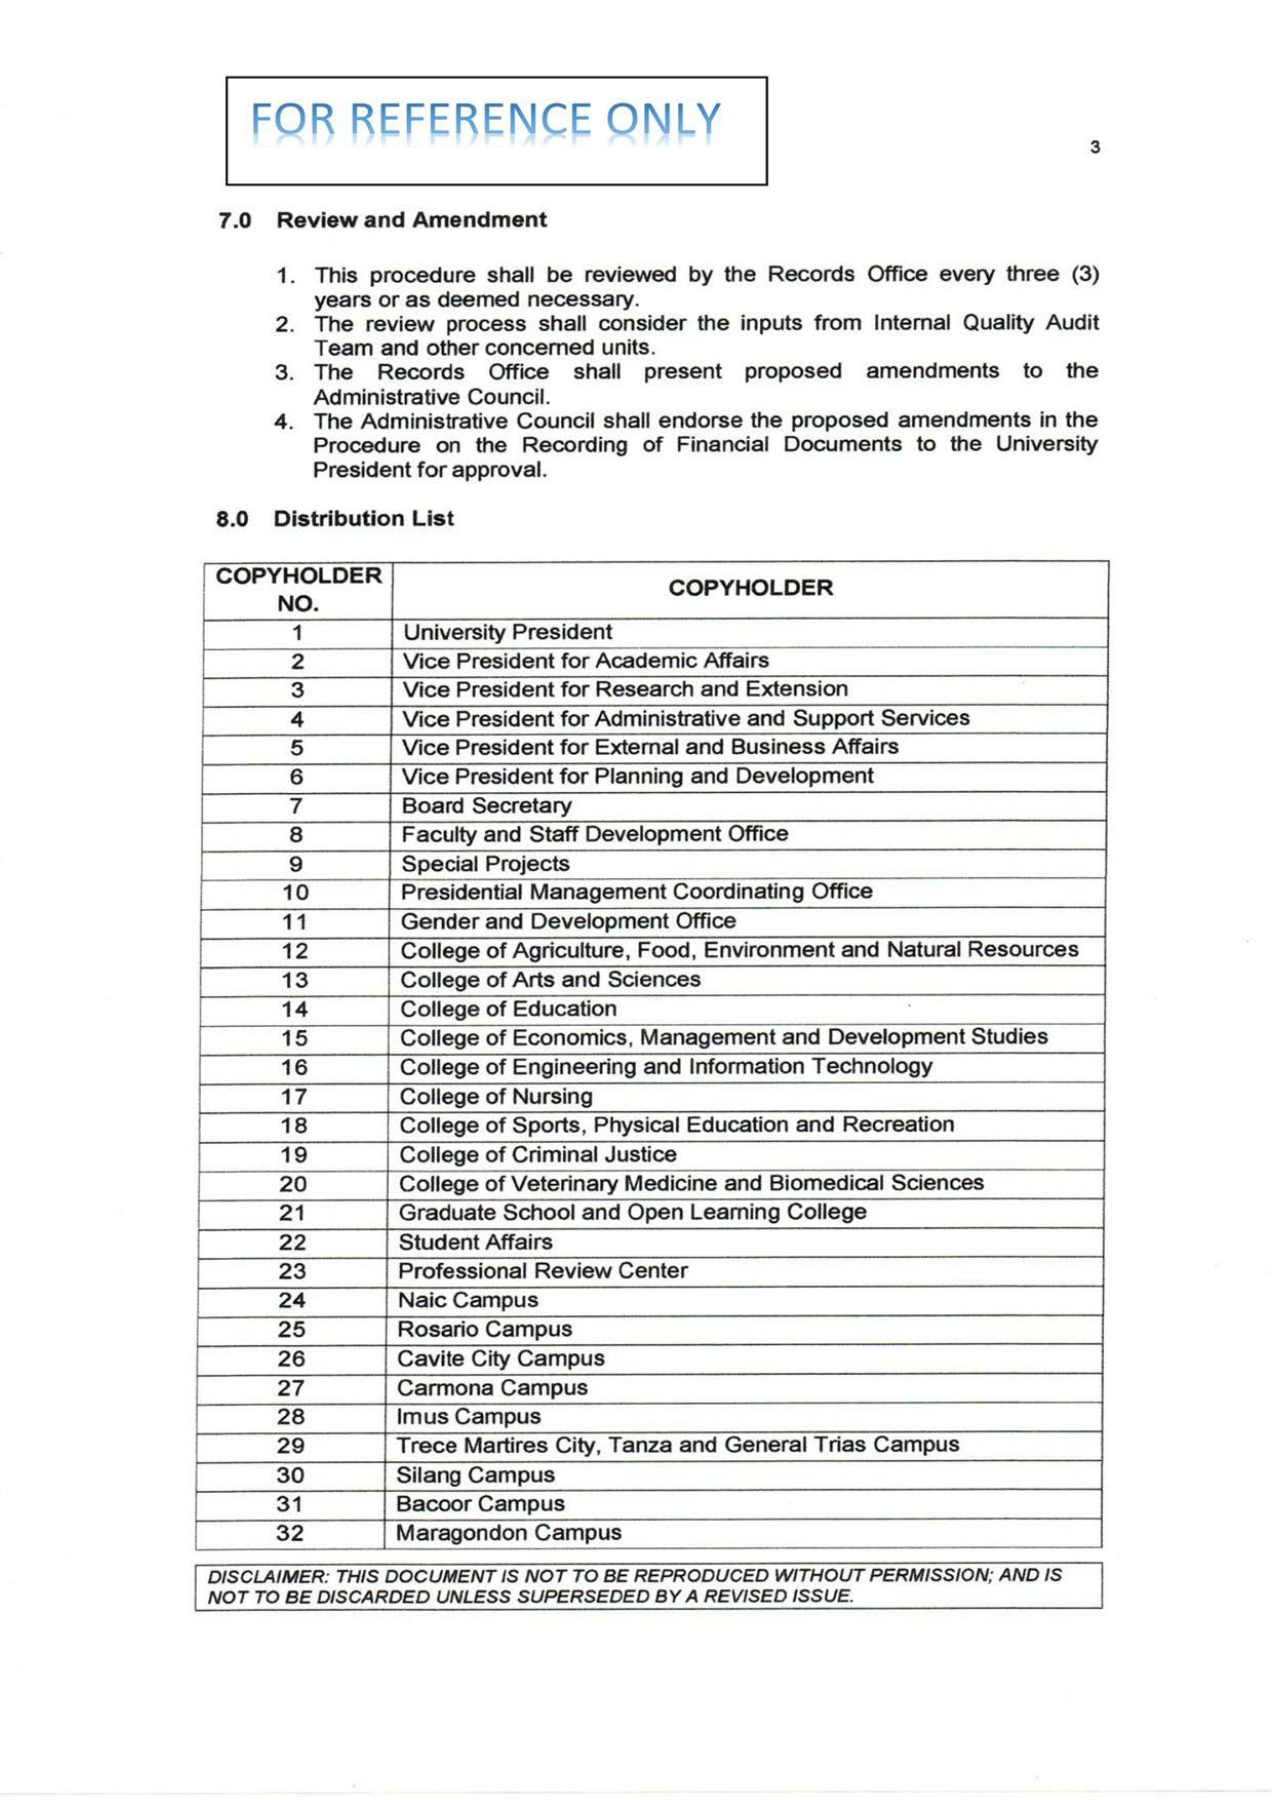 FOR REFERENCE ONLY
3
7.0 Review and Amendment
1. This procedure shall be reviewed by the Records Office every three (3)
years or as deemed necessary.
2. The review process shall consider the inputs from Internal Quality Audit
Team and other concerned units.
3. The Records Office shall present proposed amendments to the
Administrative Council.
4. The Administrative Council shall endorse the proposed amendments in the
Procedure on the Recording of Financial Documents to the University
President for approval.
8.0 Distribution List
COPYHOLDER
NO.
COPYHOLDER
1 University President
2 Vice President for Academic Affairs
3 Vice President for Research and Extension
4 Vice President for Administrative and Support Services
5 Vice President for External and Business Affairs
6 Vice President for Planning and Development
7 Board Secretary
8 Faculty and Staff Development Office
9 Special Projects
10 Presidential Management Coordinating Office
11 Gender and Development Office
12 College of Agriculture, Food, Environment and Natural Resources
13 College of Arts and Sciences
14 College of Education
15 College of Economics, Management and Development Studies
16 College of Engineering and Information Technology
17 College of Nursing
18 College of Sports, Physical Education and Recreation
19 College of Criminal Justice
20 College of Veterinary Medicine and Biomedical Sciences
21 Graduate School and Open Learning College
22 Student Affairs
23 Professional Review Center
24 Naic Campus
25 Rosario Campus
26 Cavite City Campus
27 Carmona Campus
28 Imus Campus
29 Trece Martires City, Tanza and General Trias Campus
30 Silang Campus
31 Bacoor Campus
32 Maragondon Campus
DISCLAIMER: THIS DOCUMENT IS NOT TO BE REPRODUCED WITHOUT PERMISSION; AND IS
NOT TO BE DISCARDED UNLESS SUPERSEDED BY A REVISED ISSUE.